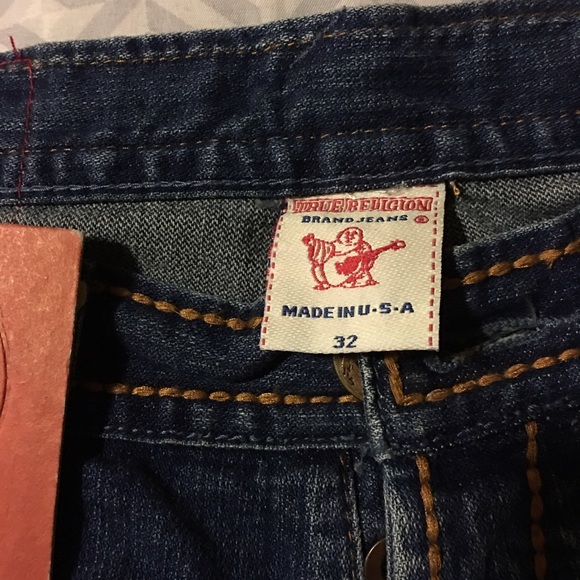 TRUE RELIGION
BRAND JEANS ®
MADE IN U·S·A
32